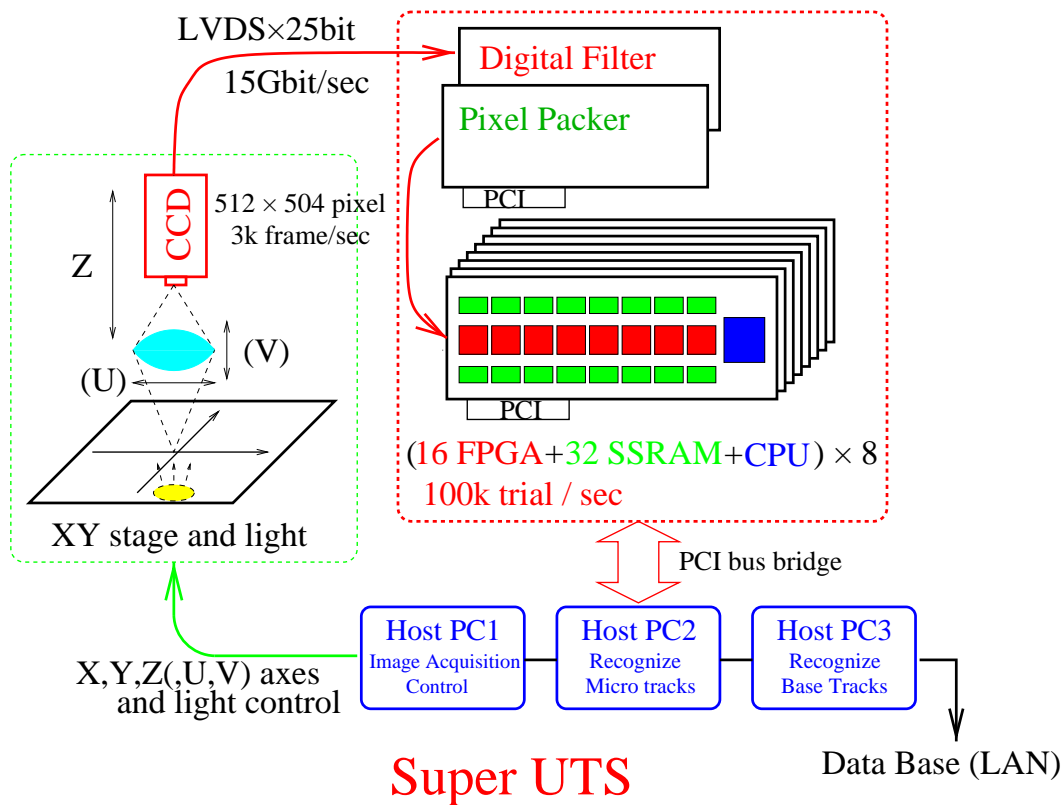 LVDS×25bit
15Gbit/sec
Digital Filter
Pixel Packer
PCI
CCD
512 × 504 pixel
3k frame/sec
Z
(V)
(U)
XY stage and light
PCI
(16 FPGA+32 SSRAM+CPU) × 8
100k trial / sec
PCI bus bridge
Host PC1
Image Acquisition
Control
Host PC2
Recognize
Micro tracks
Host PC3
Recognize
Base Tracks
X,Y,Z(,U,V) axes
and light control
Data Base (LAN)
Super UTS